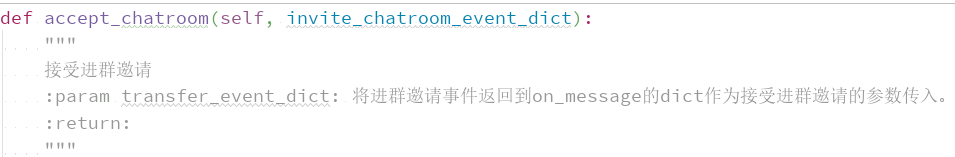 def accept_chatroom(self, invite_chatroom_event_dict):
"""
接受进群邀请
:param transfer_event_dict: 将进群邀请事件返回到on_message的dict作为接受进群邀请的参数传入。
:return:
"""